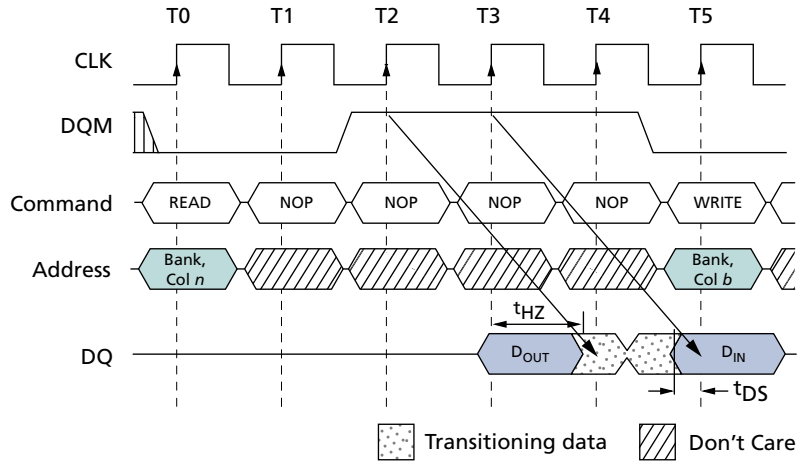 T0 T1 T2 T3 T4 T5
CLK
DQM
Command READ NOP NOP NOP NOP WRITE
Address Bank, Col n Bank, Col b
tHZ
DQ DOUT DIN
tDS
Transitioning data Don't Care